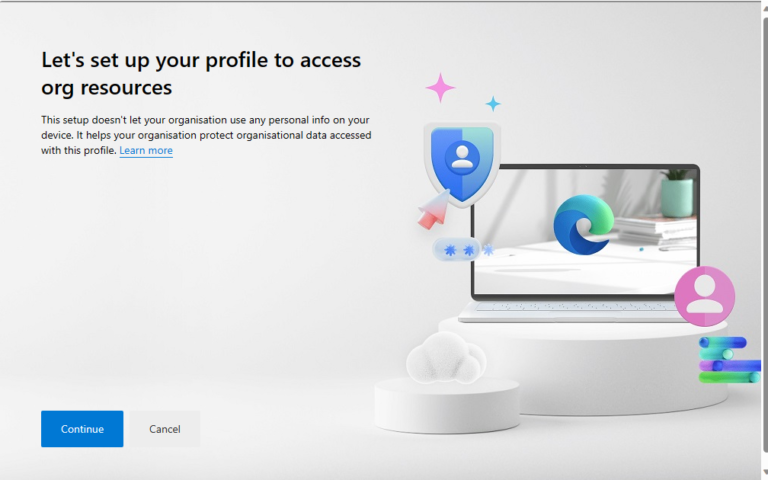 Let's set up your profile to access
org resources
This setup doesn't let your organisation use any personal info on your
device. It helps your organisation protect organisational data accessed
with this profile. Learn more
Continue
Cancel